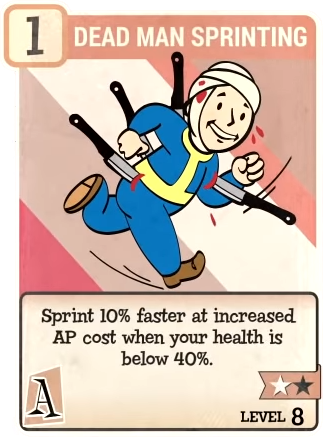 1
DEAD MAN SPRINTING
Sprint 10% faster at increased
AP cost when your health is
below 40%.
A
LEVEL 8